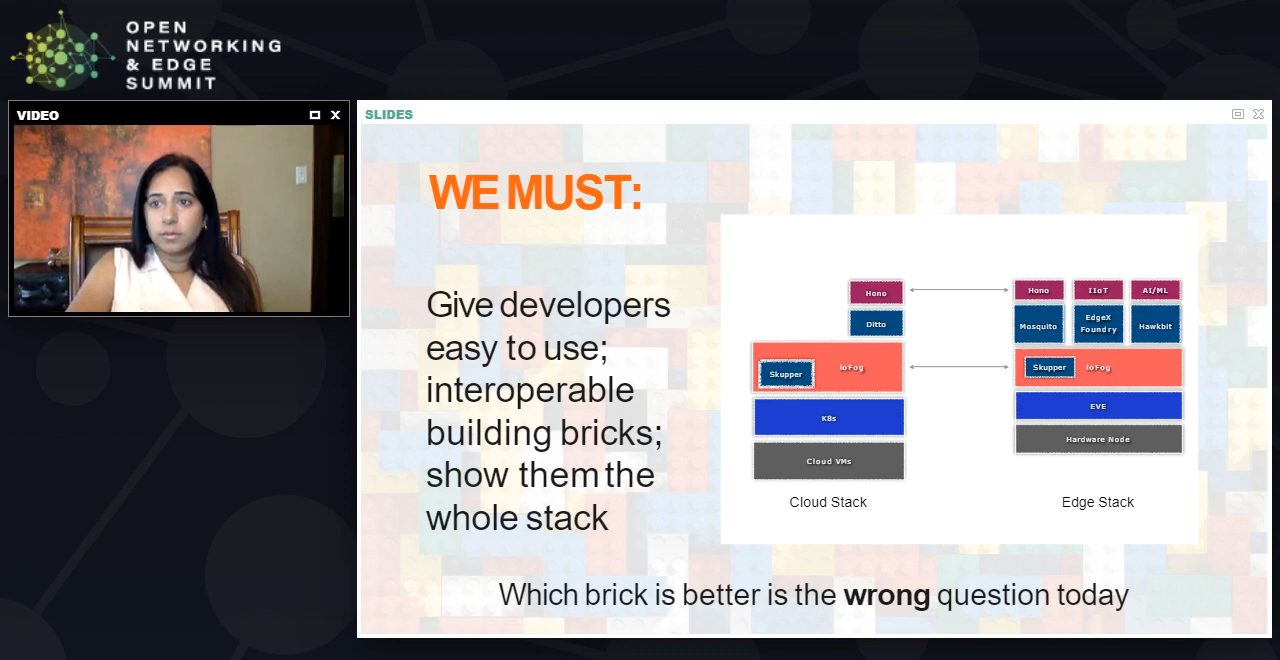 OPEN
NETWORKING
& EDGE
SUMMIT
VIDEO
SLIDES
WE MUST:
Give developers
easy to use;
interoperable
building bricks;
show them the
whole stack
Hono
Ditto
Skupper
IoFog
K8s
Cloud VMs
Cloud Stack
Hono
IIoT
AI/ML
Mosquito
EdgeX
Foundry
Hawkbit
Skupper
IoFog
EVE
Hardware Node
Edge Stack
Which brick is better is the wrong question today